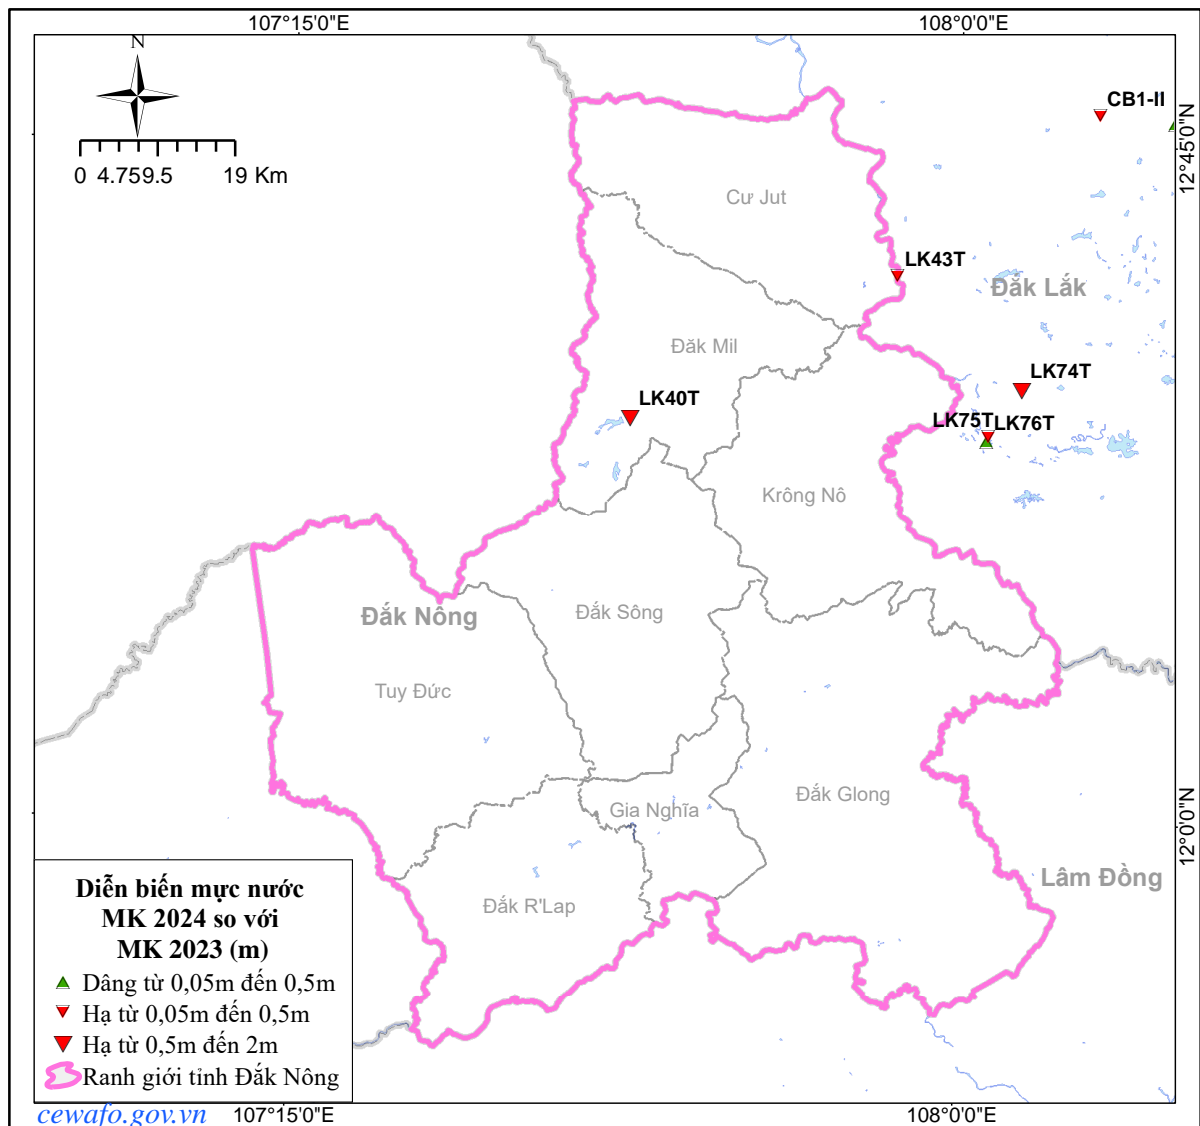 107°15'0"E
108°0'0"E
N
0 4.759.5 19 Km
CB1-II
12°45'0"N
Cư Jut
LK43T
Đắk Lắk
Đăk Mil
LK74T
LK40T
LK75T LK76T
Krông Nô
Đắk Nông
Đắk Sông
Tuy Đức
Đắk Glong
Gia Nghĩa
12°0'0"N
Lâm Đồng
Đắk R'Lap
Diễn biến mực nước
MK 2024 so với
MK 2023 (m)
Dâng từ 0,05m đến 0,5m
Hạ từ 0,05m đến 0,5m
Hạ từ 0,5m đến 2m
Ranh giới tỉnh Đắk Nông
cewafo.gov.vn
107°15'0"E
108°0'0"E